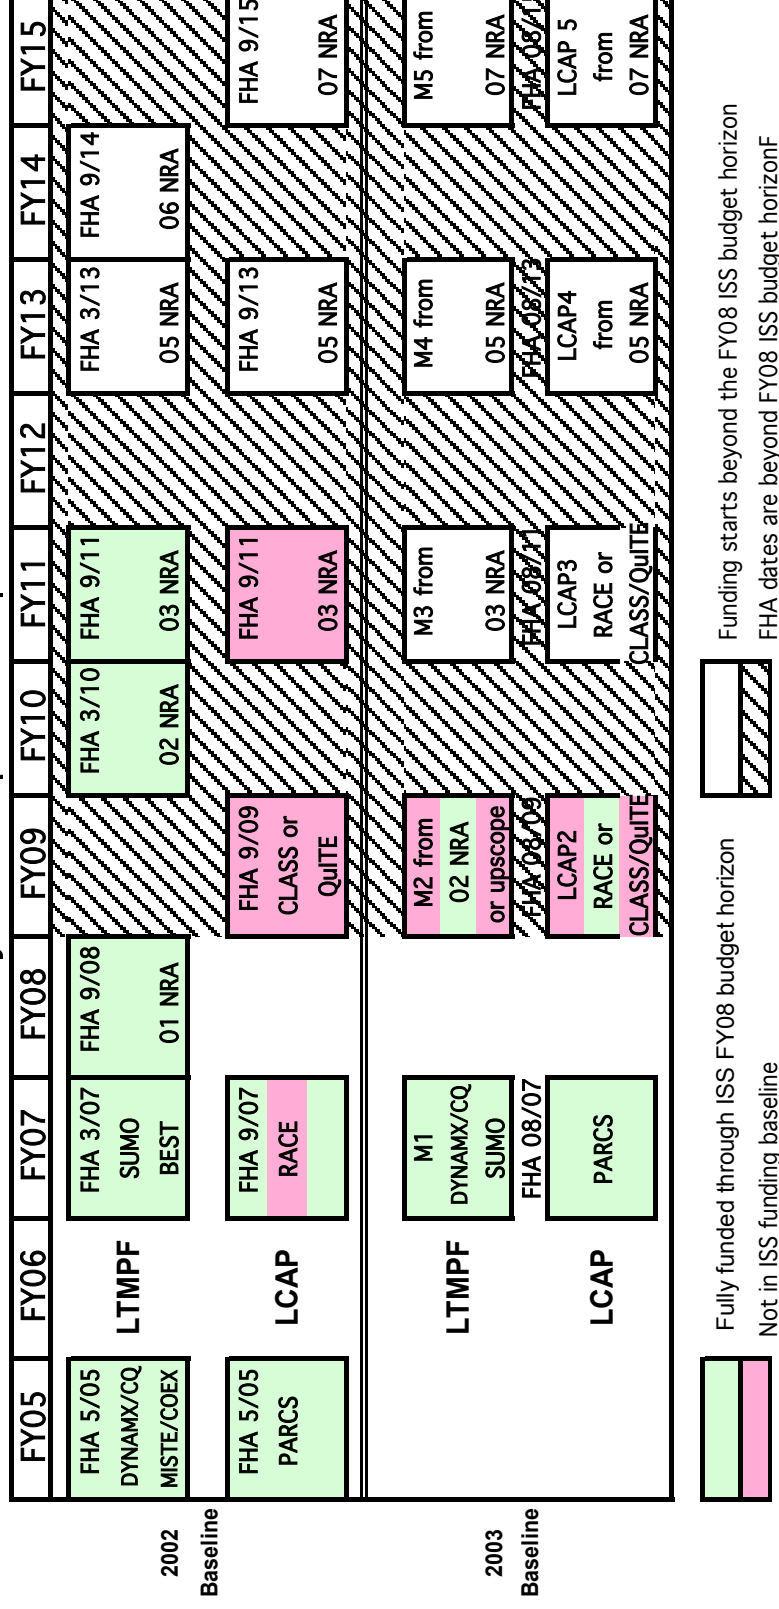 FY05 FY06 FY07 FY08 FY09 FY10 FY11 FY12 FY13 FY14 FY15
2002
Baseline
LTMPF
FHA 5/05
DYNAMX/CQ
MISTE/COEX
FHA 3/07
SUMO
BEST
FHA 9/08
01 NRA
FHA 3/10
02 NRA
FHA 9/11
03 NRA
FHA 3/13
05 NRA
FHA 9/14
06 NRA
LCAP
FHA 5/05
PARCS
FHA 9/07
RACE
FHA 9/09
CLASS or
QuITE
FHA 9/11
03 NRA
FHA 9/13
05 NRA
FHA 9/15
07 NRA
2003
Baseline
LTMPF
M1
DYNAMX/CQ
SUMO
M2 from
02 NRA
or upscope
M3 from
03 NRA
M4 from
05 NRA
M5 from
07 NRA
FHA 08/07
FHA 08/09
FHA 08/11
FHA 08/13
LCAP
PARCS
LCAP2
RACE or
CLASS/QuITE
LCAP3
RACE or
CLASS/QuITE
LCAP4
from
05 NRA
LCAP 5
from
07 NRA
Fully funded through ISS FY08 budget horizon
Not in ISS funding baseline
Funding starts beyond the FY08 ISS budget horizon
FHA dates are beyond FY08 ISS budget horizonF